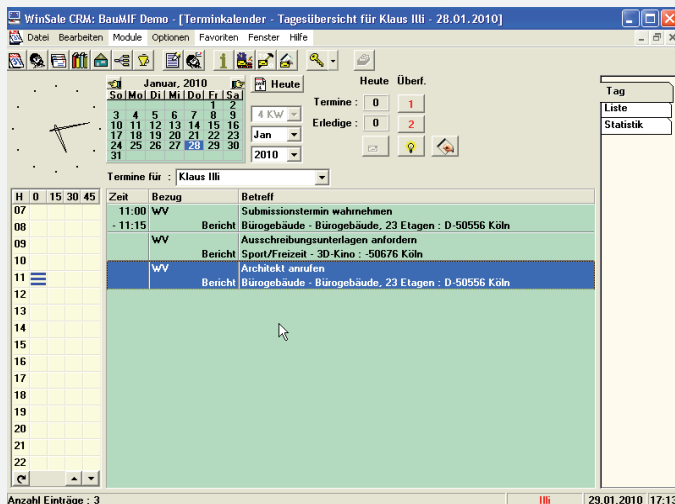 WinSale CRM: BauMIF Demo - [Terminkalender - Tagesübersicht für Klaus Illi - 28.01.2010]
Datei Bearbeiten Module Optionen Favoriten Fenster Hilfe
Januar, 2010
So Mo Di Mi Do Fr Sa
1 2
3 4 5 6 7 8 9
10 11 12 13 14 15 16
17 18 19 20 21 22 23
24 25 26 27 28 29 30
31
Heute
4 KW
Jan
2010
Heute Überf.
Termine : 0 1
Erledige : 0 2
Termine für : Klaus Illi
Tag
Liste
Statistik
H 0 15 30 45
07
08
09
10
11
12
13
14
15
16
17
18
19
20
21
22
Zeit Bezug Betreff
11:00 WV Submissionstermin wahrnehmen
- 11:15 Bericht Bürogebäude - Bürogebäude, 23 Etagen : D-50556 Köln
WV Ausschreibungsunterlagen anfordern
Bericht Sport/Freizeit - 3D-Kino : -50676 Köln
WV Architekt anrufen
Bericht Bürogebäude - Bürogebäude, 23 Etagen : D-50556 Köln
Anzahl Einträge : 3
Illi
29.01.2010 17:13